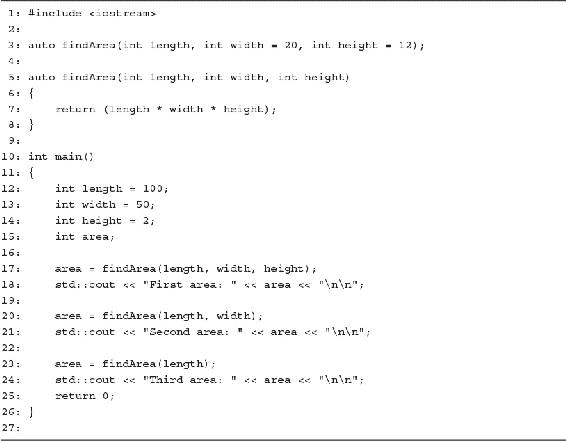 1: #include <iostream>
2:
3: auto findArea(int length, int width = 20, int height = 12);
4:
5: auto findArea(int length, int width, int height)
6: {
7:     return (length * width * height);
8: }
9:
10: int main()
11: {
12:     int length = 100;
13:     int width = 50;
14:     int height = 2;
15:     int area;
16:
17:     area = findArea(length, width, height);
18:     std::cout << "First area: " << area << "\n\n";
19:
20:     area = findArea(length, width);
21:     std::cout << "Second area: " << area << "\n\n";
22:
23:     area = findArea(length);
24:     std::cout << "Third area: " << area << "\n\n";
25:     return 0;
26: }
27: